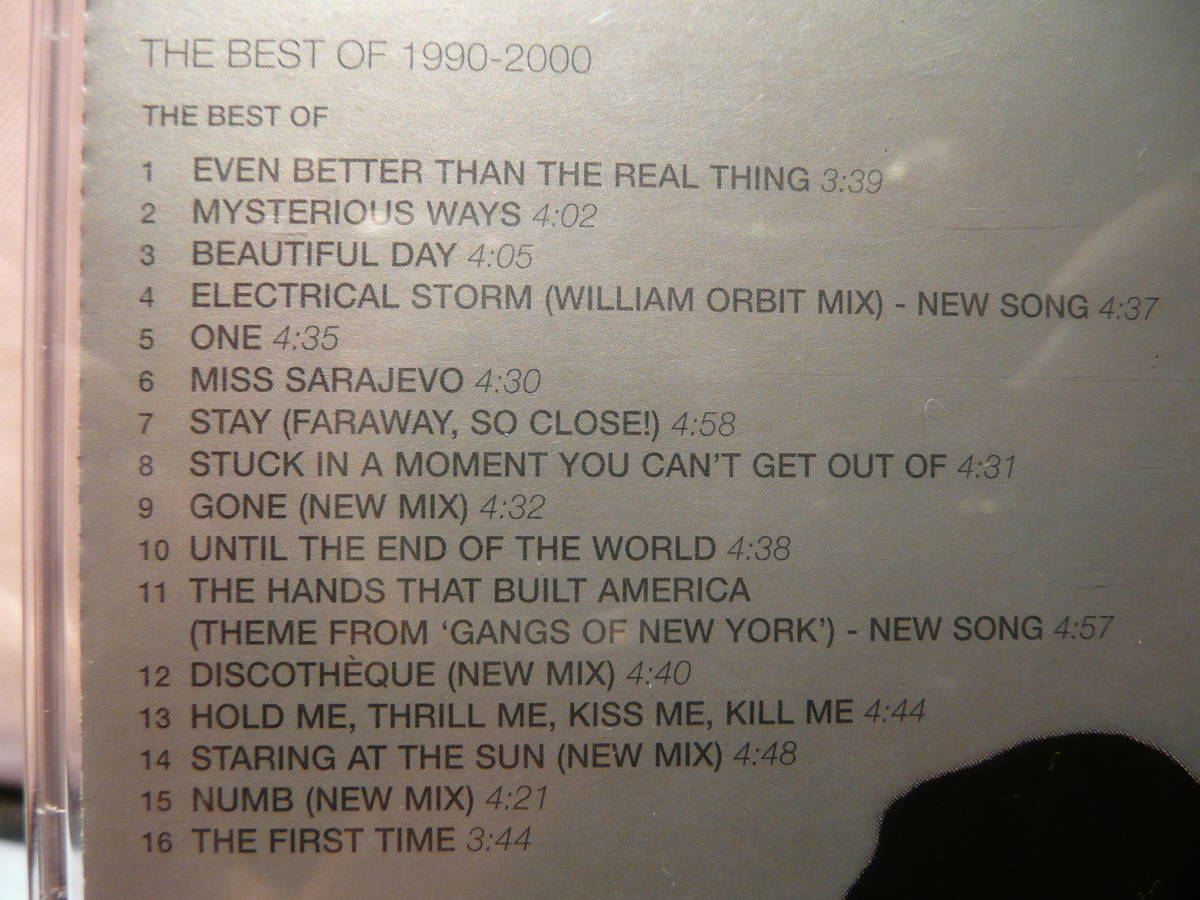 THE BEST OF 1990-2000
THE BEST OF
1 EVEN BETTER THAN THE REAL THING 3:39
2 MYSTERIOUS WAYS 4:02
3 BEAUTIFUL DAY 4:05
4 ELECTRICAL STORM (WILLIAM ORBIT MIX) - NEW SONG 4:37
5 ONE 4:35
6 MISS SARAJEVO 4:30
7 STAY (FARAWAY, SO CLOSE!) 4:58
8 STUCK IN A MOMENT YOU CAN'T GET OUT OF 4:31
9 GONE (NEW MIX) 4:32
10 UNTIL THE END OF THE WORLD 4:38
11 THE HANDS THAT BUILT AMERICA
(THEME FROM 'GANGS OF NEW YORK') - NEW SONG 4:57
12 DISCOTHÈQUE (NEW MIX) 4:40
13 HOLD ME, THRILL ME, KISS ME, KILL ME 4:44
14 STARING AT THE SUN (NEW MIX) 4:48
15 NUMB (NEW MIX) 4:21
16 THE FIRST TIME 3:44